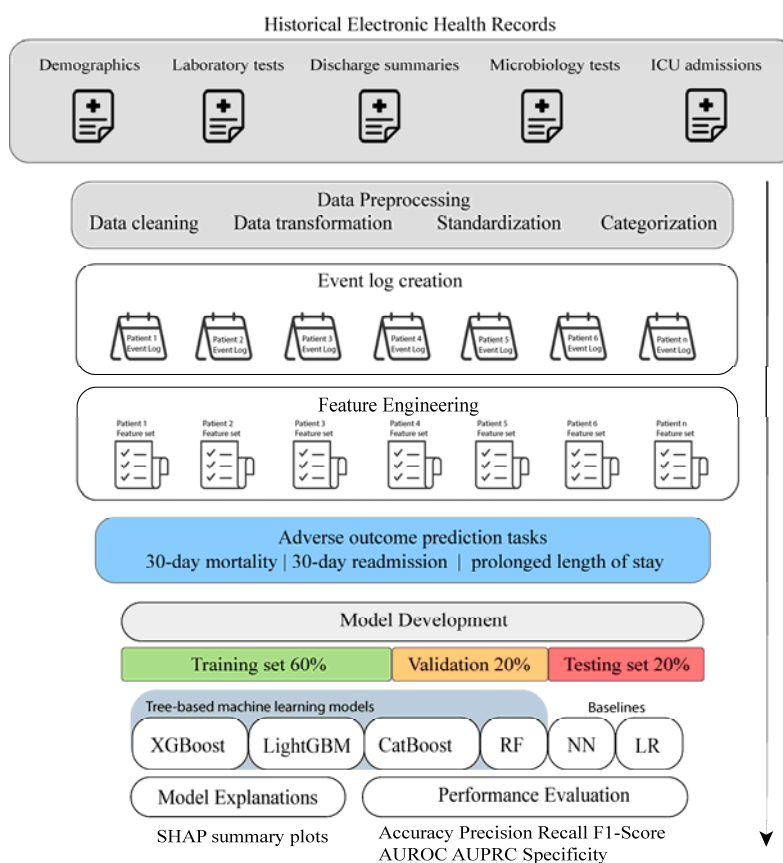 Historical Electronic Health Records
Demographics Laboratory tests Discharge summaries Microbiology tests ICU admissions
Data Preprocessing
Data cleaning Data transformation Standardization Categorization
Event log creation
Patient 1 Patient 2 Patient 3 Patient 4 Patient 5 Patient 6 Patient n
Event Log Event Log Event Log Event Log Event Log Event Log Event Log
Feature Engineering
Patient 1 Patient 2 Patient 3 Patient 4 Patient 5 Patient 6 Patient n
Feature set Feature set Feature set Feature set Feature set Feature set Feature set
Adverse outcome prediction tasks
30-day mortality | 30-day readmission | prolonged length of stay
Model Development
Training set 60% Validation 20% Testing set 20%
Tree-based machine learning models Baselines
XGBoost LightGBM CatBoost RF NN LR
Model Explanations Performance Evaluation
SHAP summary plots Accuracy Precision Recall F1-Score
AUROC AUPRC Specificity